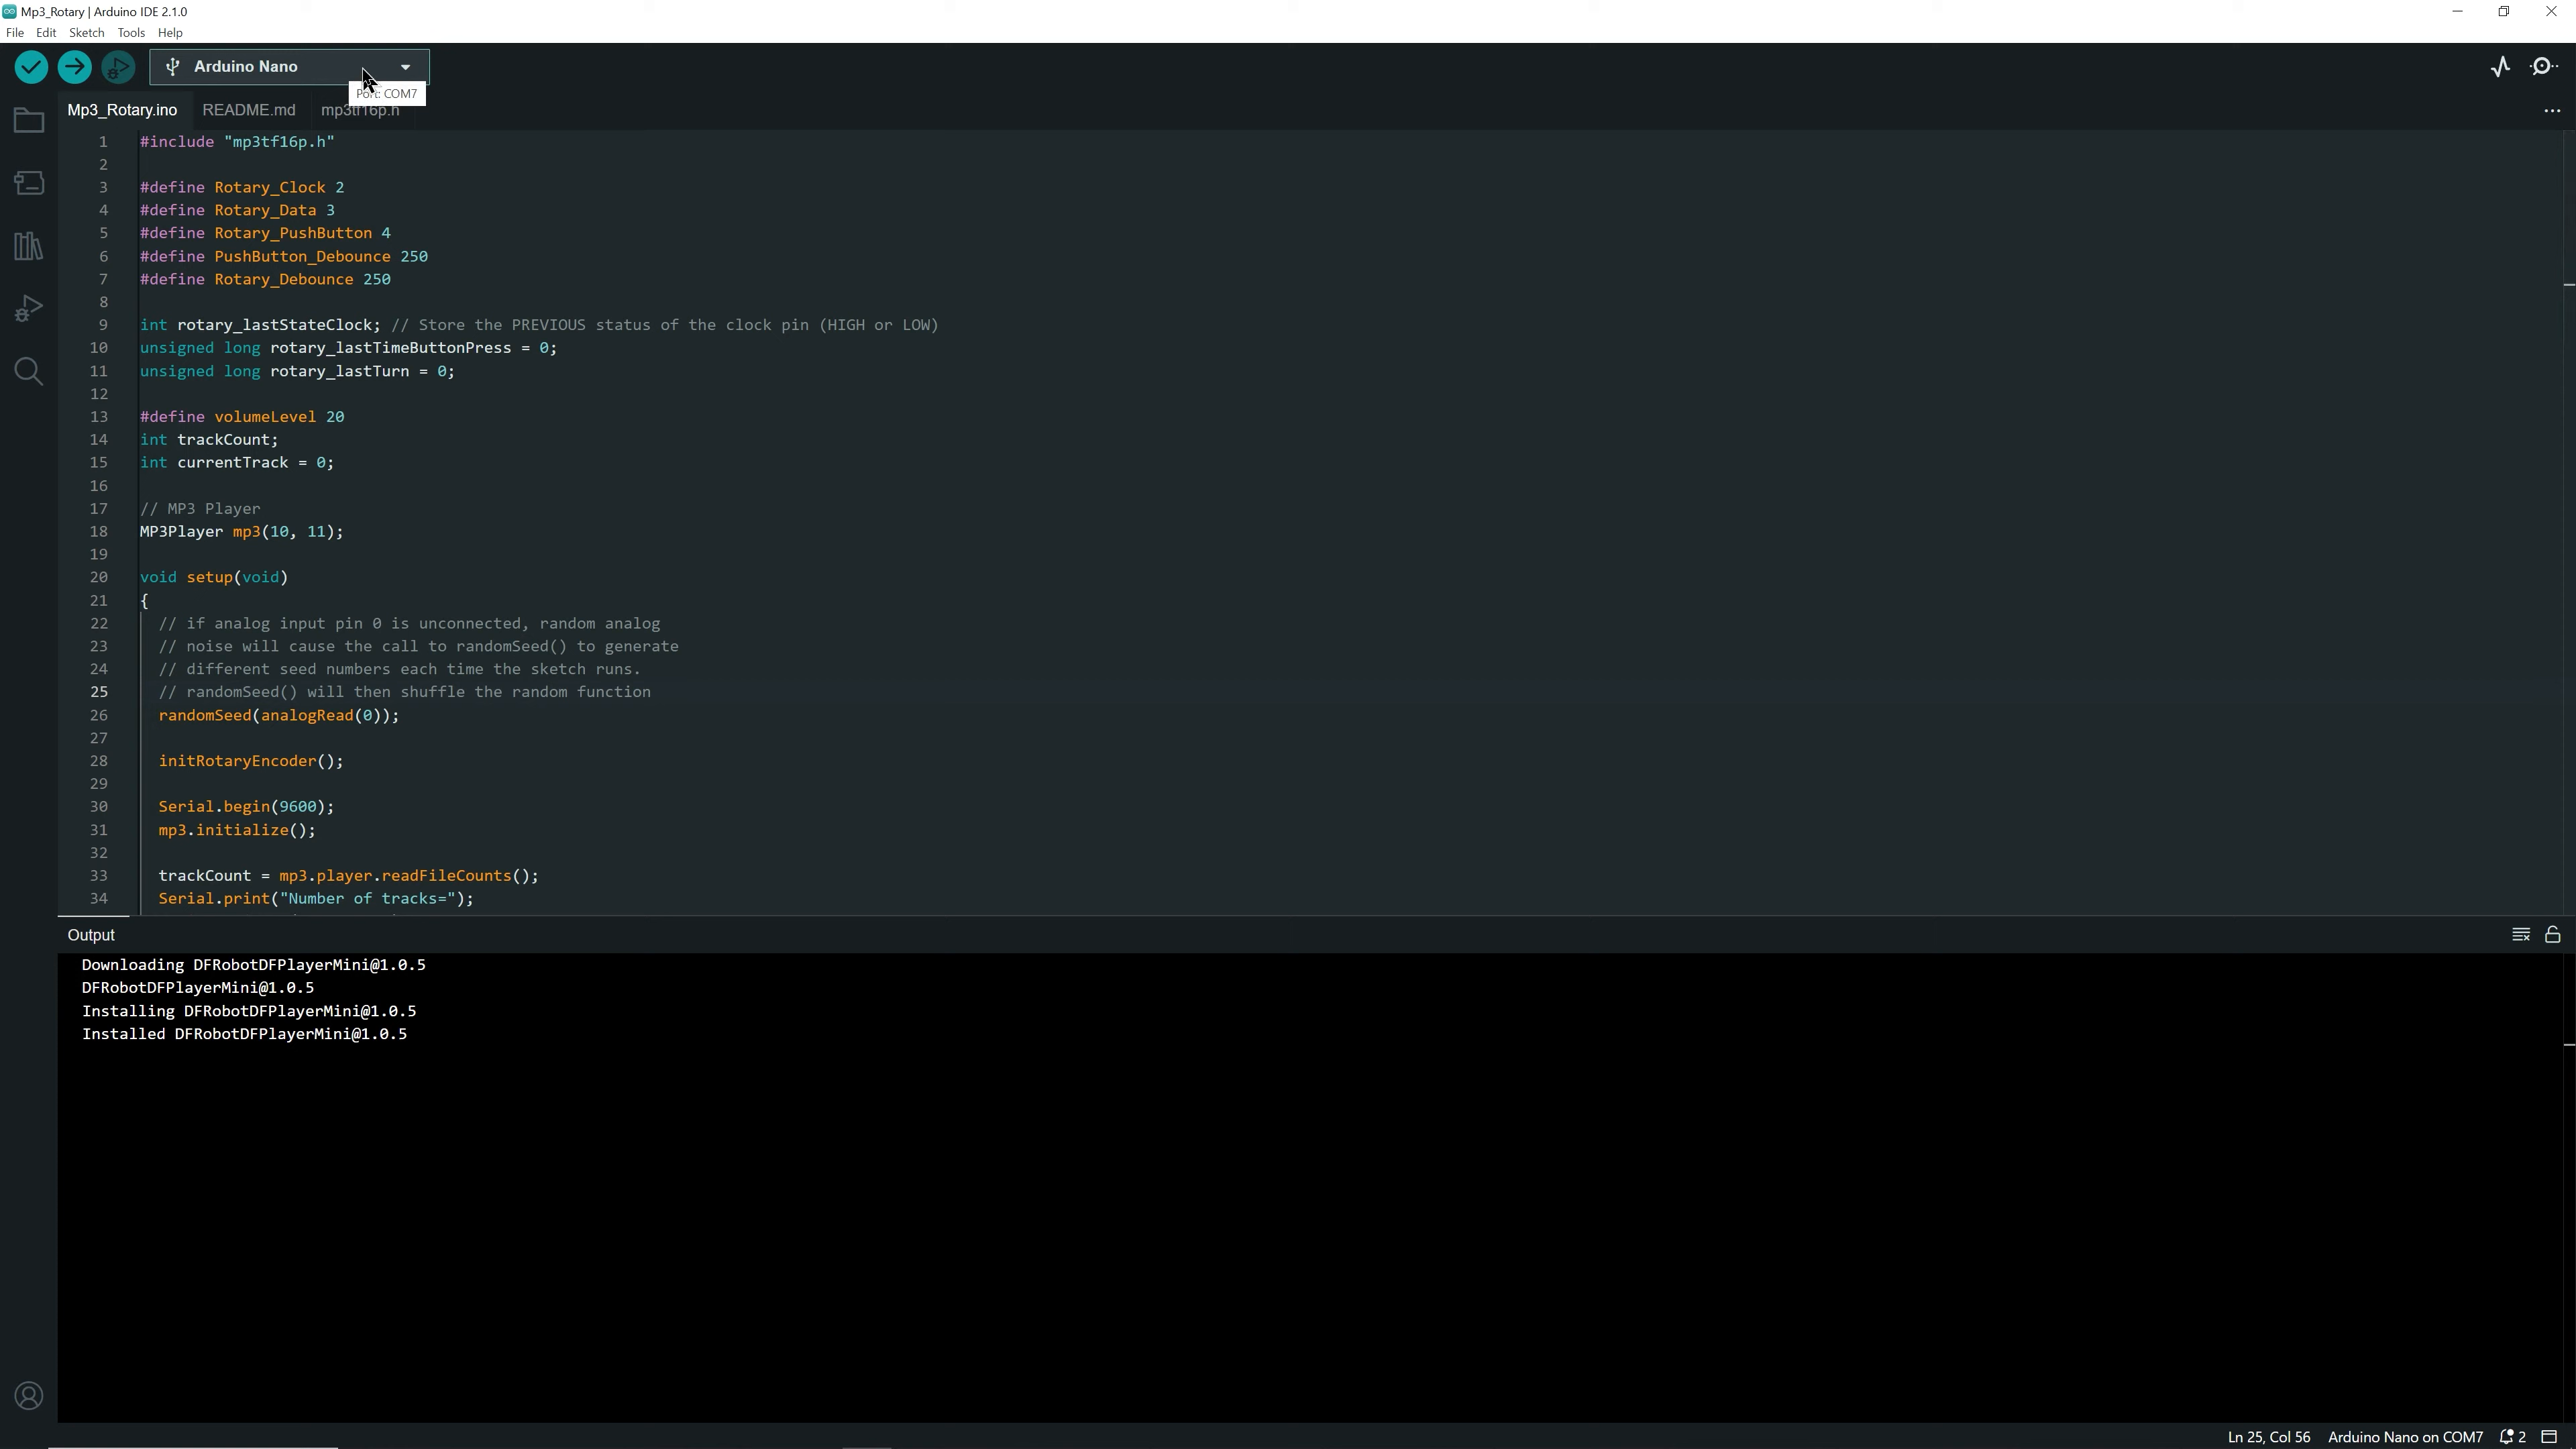 Mp3_Rotary | Arduino IDE 2.1.0
File Edit Sketch Tools Help
Arduino Nano
Port: COM7
Mp3_Rotary.ino README.md mp3tf16p.h
1 #include "mp3tf16p.h"
2
3 #define Rotary_Clock 2
4 #define Rotary_Data 3
5 #define Rotary_PushButton 4
6 #define PushButton_Debounce 250
7 #define Rotary_Debounce 250
8
9 int rotary_lastStateClock; // Store the PREVIOUS status of the clock pin (HIGH or LOW)
10 unsigned long rotary_lastTimeButtonPress = 0;
11 unsigned long rotary_lastTurn = 0;
12
13 #define volumeLevel 20
14 int trackCount;
15 int currentTrack = 0;
16
17 // MP3 Player
18 MP3Player mp3(10, 11);
19
20 void setup(void)
21 {
22 // if analog input pin 0 is unconnected, random analog
23 // noise will cause the call to randomSeed() to generate
24 // different seed numbers each time the sketch runs.
25 // randomSeed() will then shuffle the random function
26 randomSeed(analogRead(0));
27
28 initRotaryEncoder();
29
30 Serial.begin(9600);
31 mp3.initialize();
32
33 trackCount = mp3.player.readFileCounts();
34 Serial.print("Number of tracks=");
Output
Downloading DFRobotDFPlayerMini@1.0.5
DFRobotDFPlayerMini@1.0.5
Installing DFRobotDFPlayerMini@1.0.5
Installed DFRobotDFPlayerMini@1.0.5
Ln 25, Col 56 Arduino Nano on COM7 2